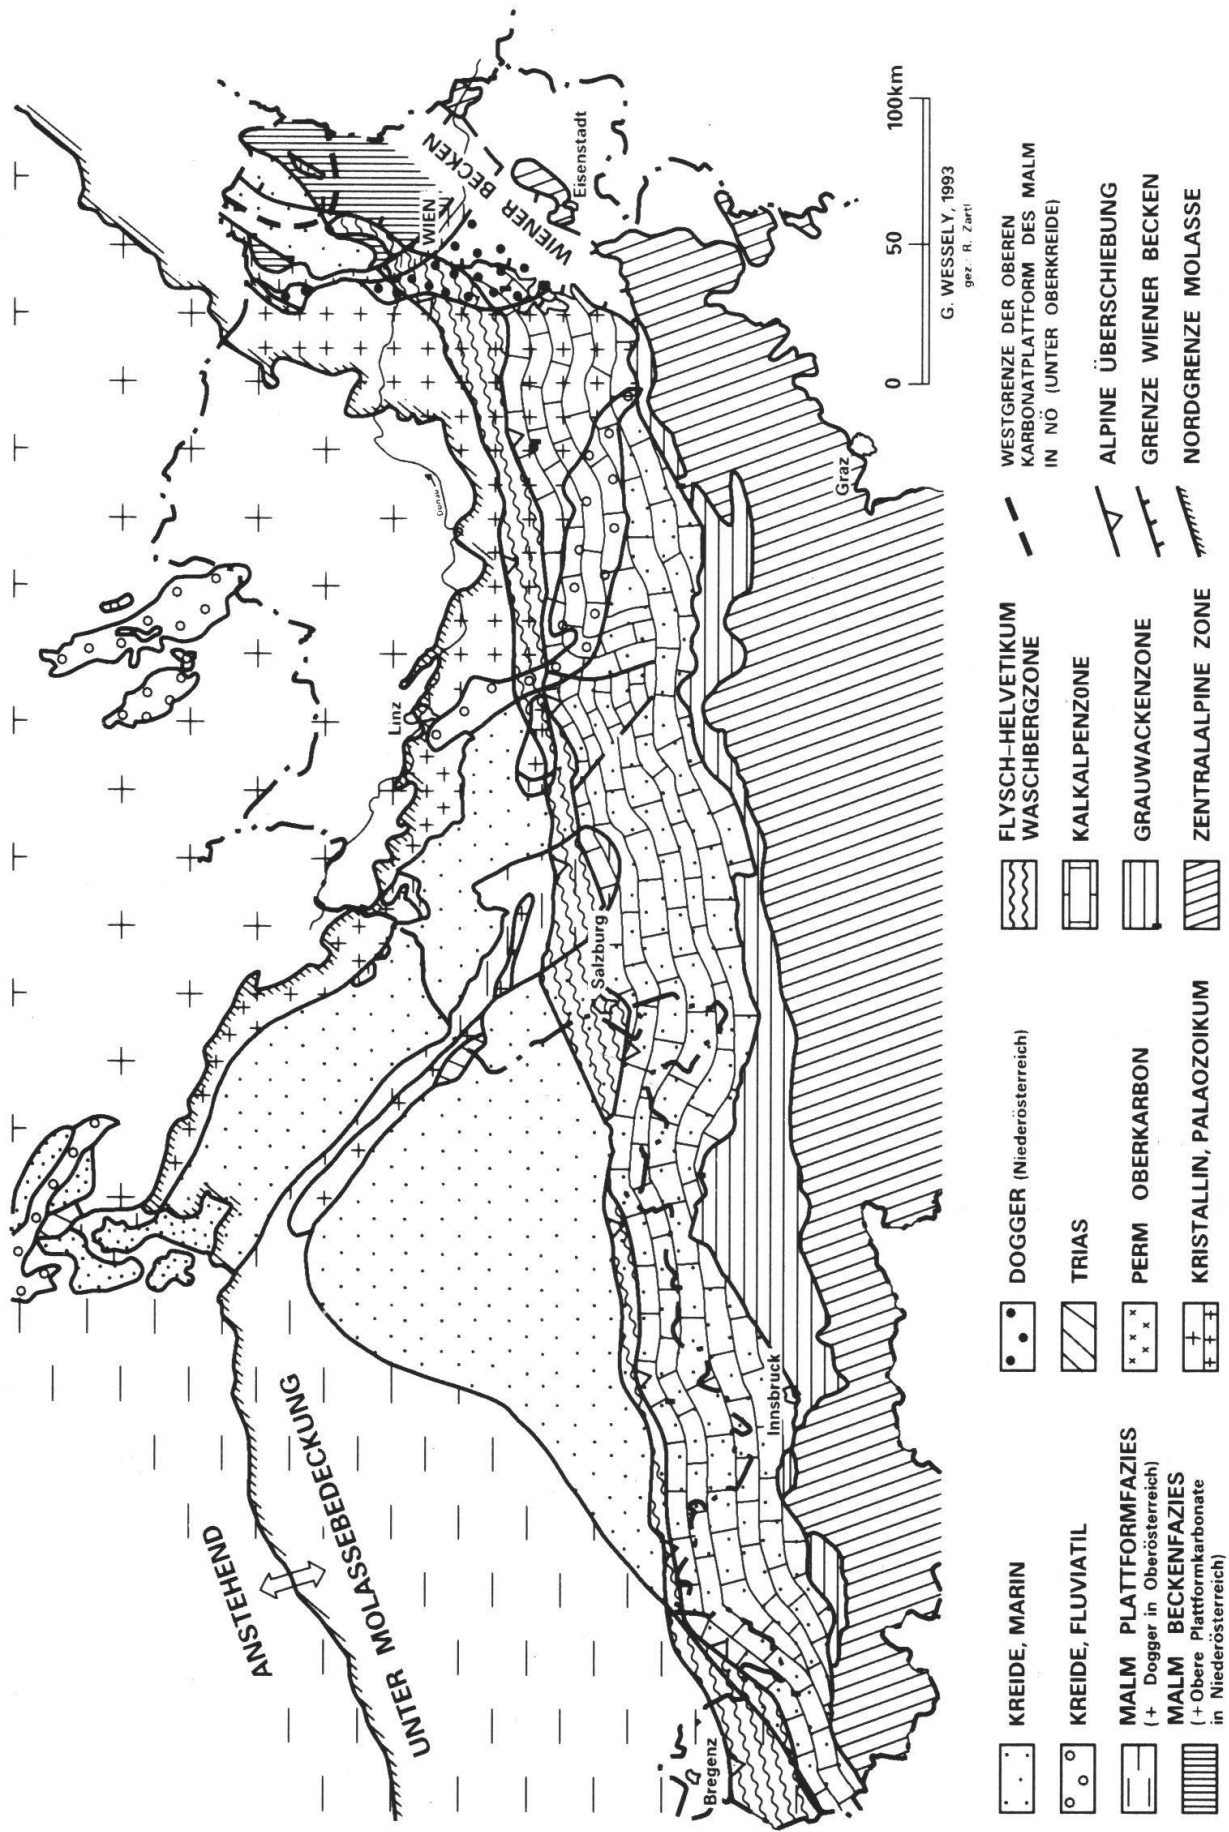 ANSTEHEND
UNTER MOLASSEBEDECKUNG
Linz
Donau
WIEN
WIENER BECKEN
Eisenstadt
Salzburg
Bregenz
Innsbruck
Graz
0 50 100km
G. WESSELY, 1993
gez.: R. Zartl
KREIDE, MARIN
KREIDE, FLUVIATIL
MALM PLATTFORMFAZIES
(+ Dogger in Oberösterreich)
MALM BECKENFAZIES
(+Obere Plattformkarbonate
in Niederösterreich)
DOGGER (Niederösterreich)
TRIAS
PERM OBERKARBON
KRISTALLIN, PALAOZOIKUM
FLYSCH-HELVETIKUM
WASCHBERGZONE
KALKALPENZONE
GRAUWACKENZONE
ZENTRALALPINE ZONE
WESTGRENZE DER OBEREN
KARBONATPLATTFORM DES MALM
IN NÖ (UNTER OBERKREIDE)
ALPINE ÜBERSCHIEBUNG
GRENZE WIENER BECKEN
NORDGRENZE MOLASSE